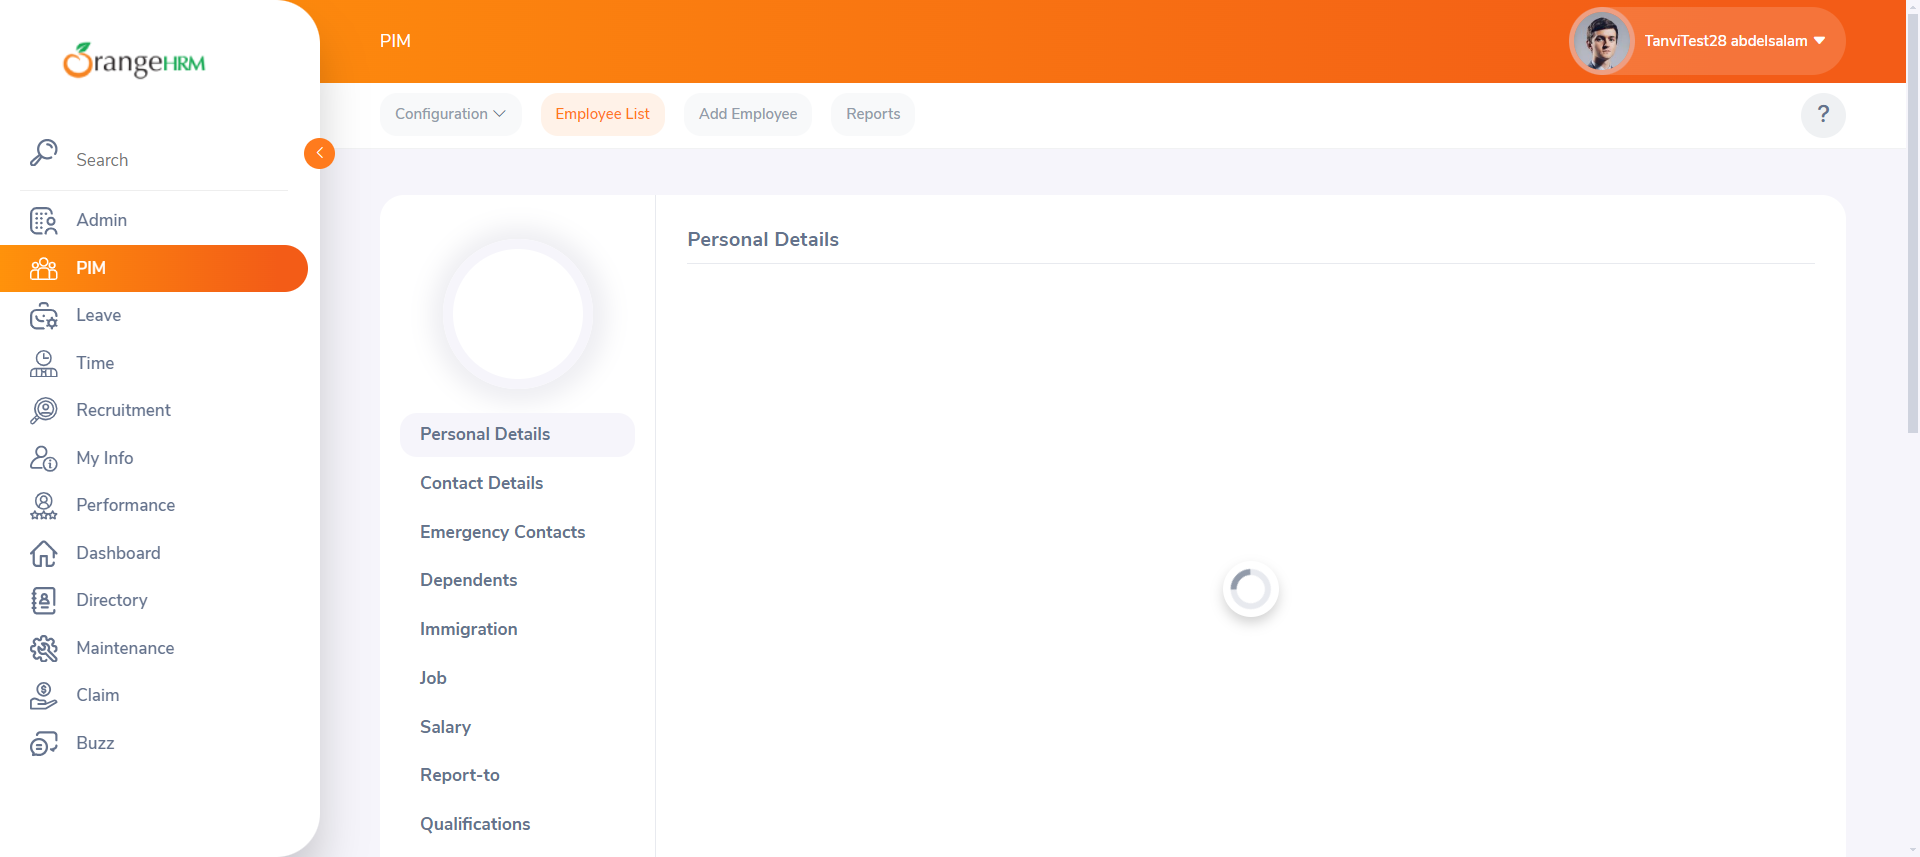 OrangeHRM
PIM
TanviTest28 abdelsalam
Search
Configuration
Employee List
Add Employee
Reports
?
Admin
PIM
Leave
Time
Recruitment
My Info
Performance
Dashboard
Directory
Maintenance
Claim
Buzz
Personal Details
Contact Details
Emergency Contacts
Dependents
Immigration
Job
Salary
Report-to
Qualifications
Personal Details